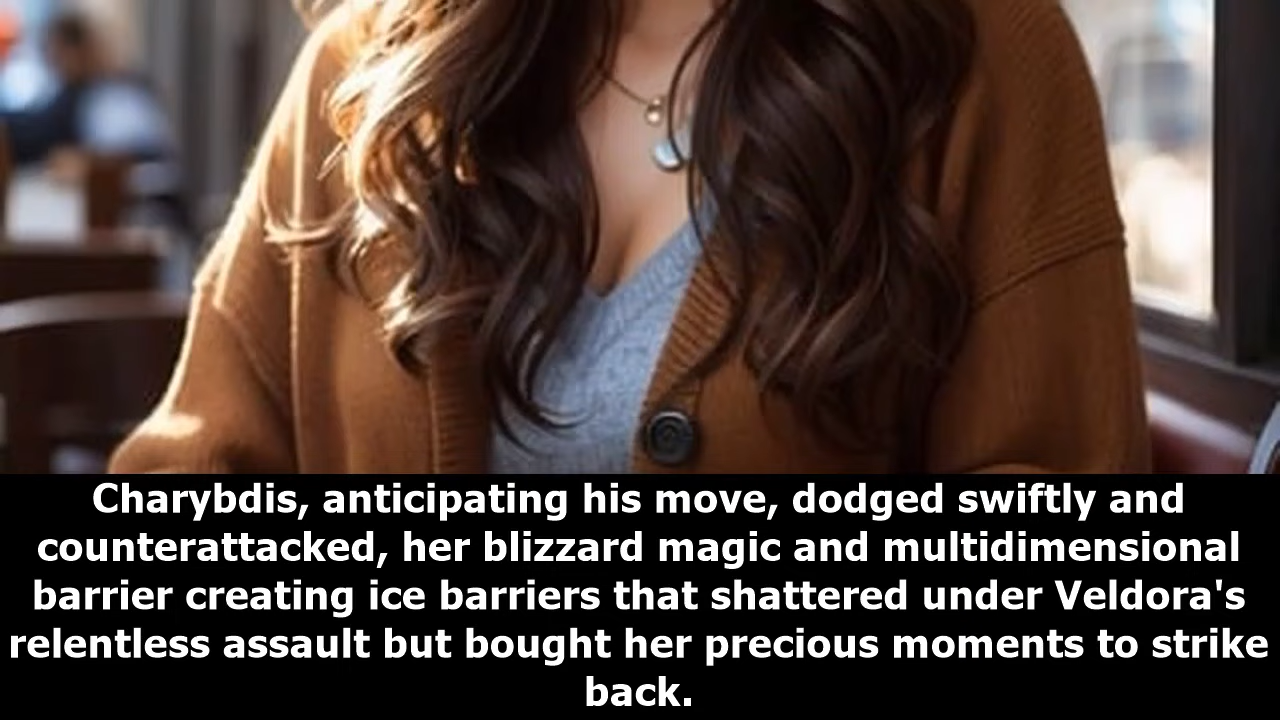 Charybdis, anticipating his move, dodged swiftly and
counterattacked, her blizzard magic and multidimensional
barrier creating ice barriers that shattered under Veldora's
relentless assault but bought her precious moments to strike
back.